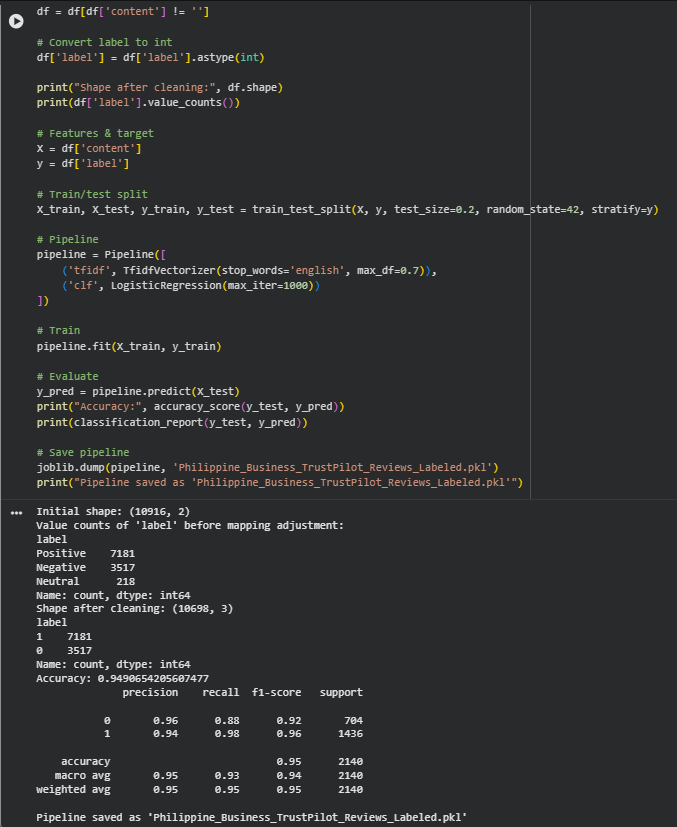 df = df[df['content'] != '']
# Convert label to int
df['label'] = df['label'].astype(int)
print("Shape after cleaning:", df.shape)
print(df['label'].value_counts())
# Features & target
X = df['content']
y = df['label']
# Train/test split
X_train, X_test, y_train, y_test = train_test_split(X, y, test_size=0.2, random_state=42, stratify=y)
# Pipeline
pipeline = Pipeline([
    ('tfidf', TfidfVectorizer(stop_words='english', max_df=0.7)),
    ('clf', LogisticRegression(max_iter=1000))
])
# Train
pipeline.fit(X_train, y_train)
# Evaluate
y_pred = pipeline.predict(X_test)
print("Accuracy:", accuracy_score(y_test, y_pred))
print(classification_report(y_test, y_pred))
# Save pipeline
joblib.dump(pipeline, 'Philippine_Business_TrustPilot_Reviews_Labeled.pkl')
print("Pipeline saved as 'Philippine_Business_TrustPilot_Reviews_Labeled.pkl'")
Initial shape: (10916, 2)
Value counts of 'label' before mapping adjustment:
label
Positive    7181
Negative    3517
Neutral      218
Name: count, dtype: int64
Shape after cleaning: (10698, 3)
label
1    7181
0    3517
Name: count, dtype: int64
Accuracy: 0.9490654205607477
              precision    recall  f1-score   support
           0       0.96      0.88      0.92       704
           1       0.94      0.98      0.96      1436
    accuracy                           0.95      2140
   macro avg       0.95      0.93      0.94      2140
weighted avg       0.95      0.95      0.95      2140
Pipeline saved as 'Philippine_Business_TrustPilot_Reviews_Labeled.pkl'